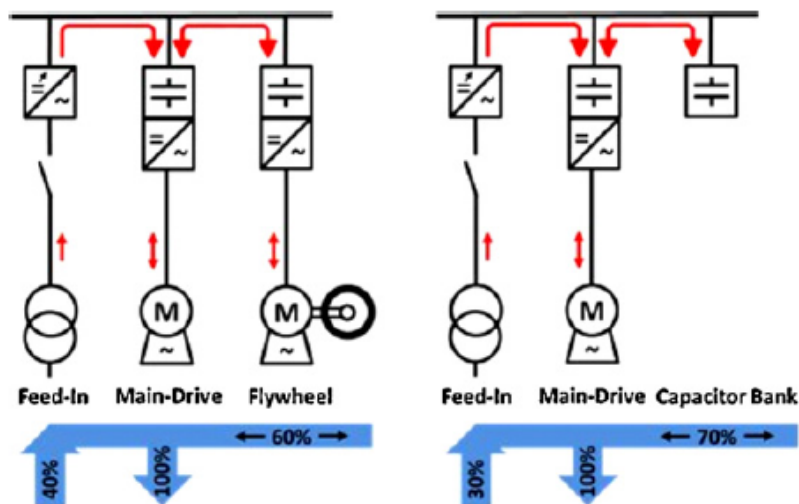 = ~ = ~ = ~ = ~ = ~
M M M
~ ~ ~
Feed-In Main-Drive Flywheel Feed-In Main-Drive Capacitor Bank
60% 70%
40% 100% 30% 100%